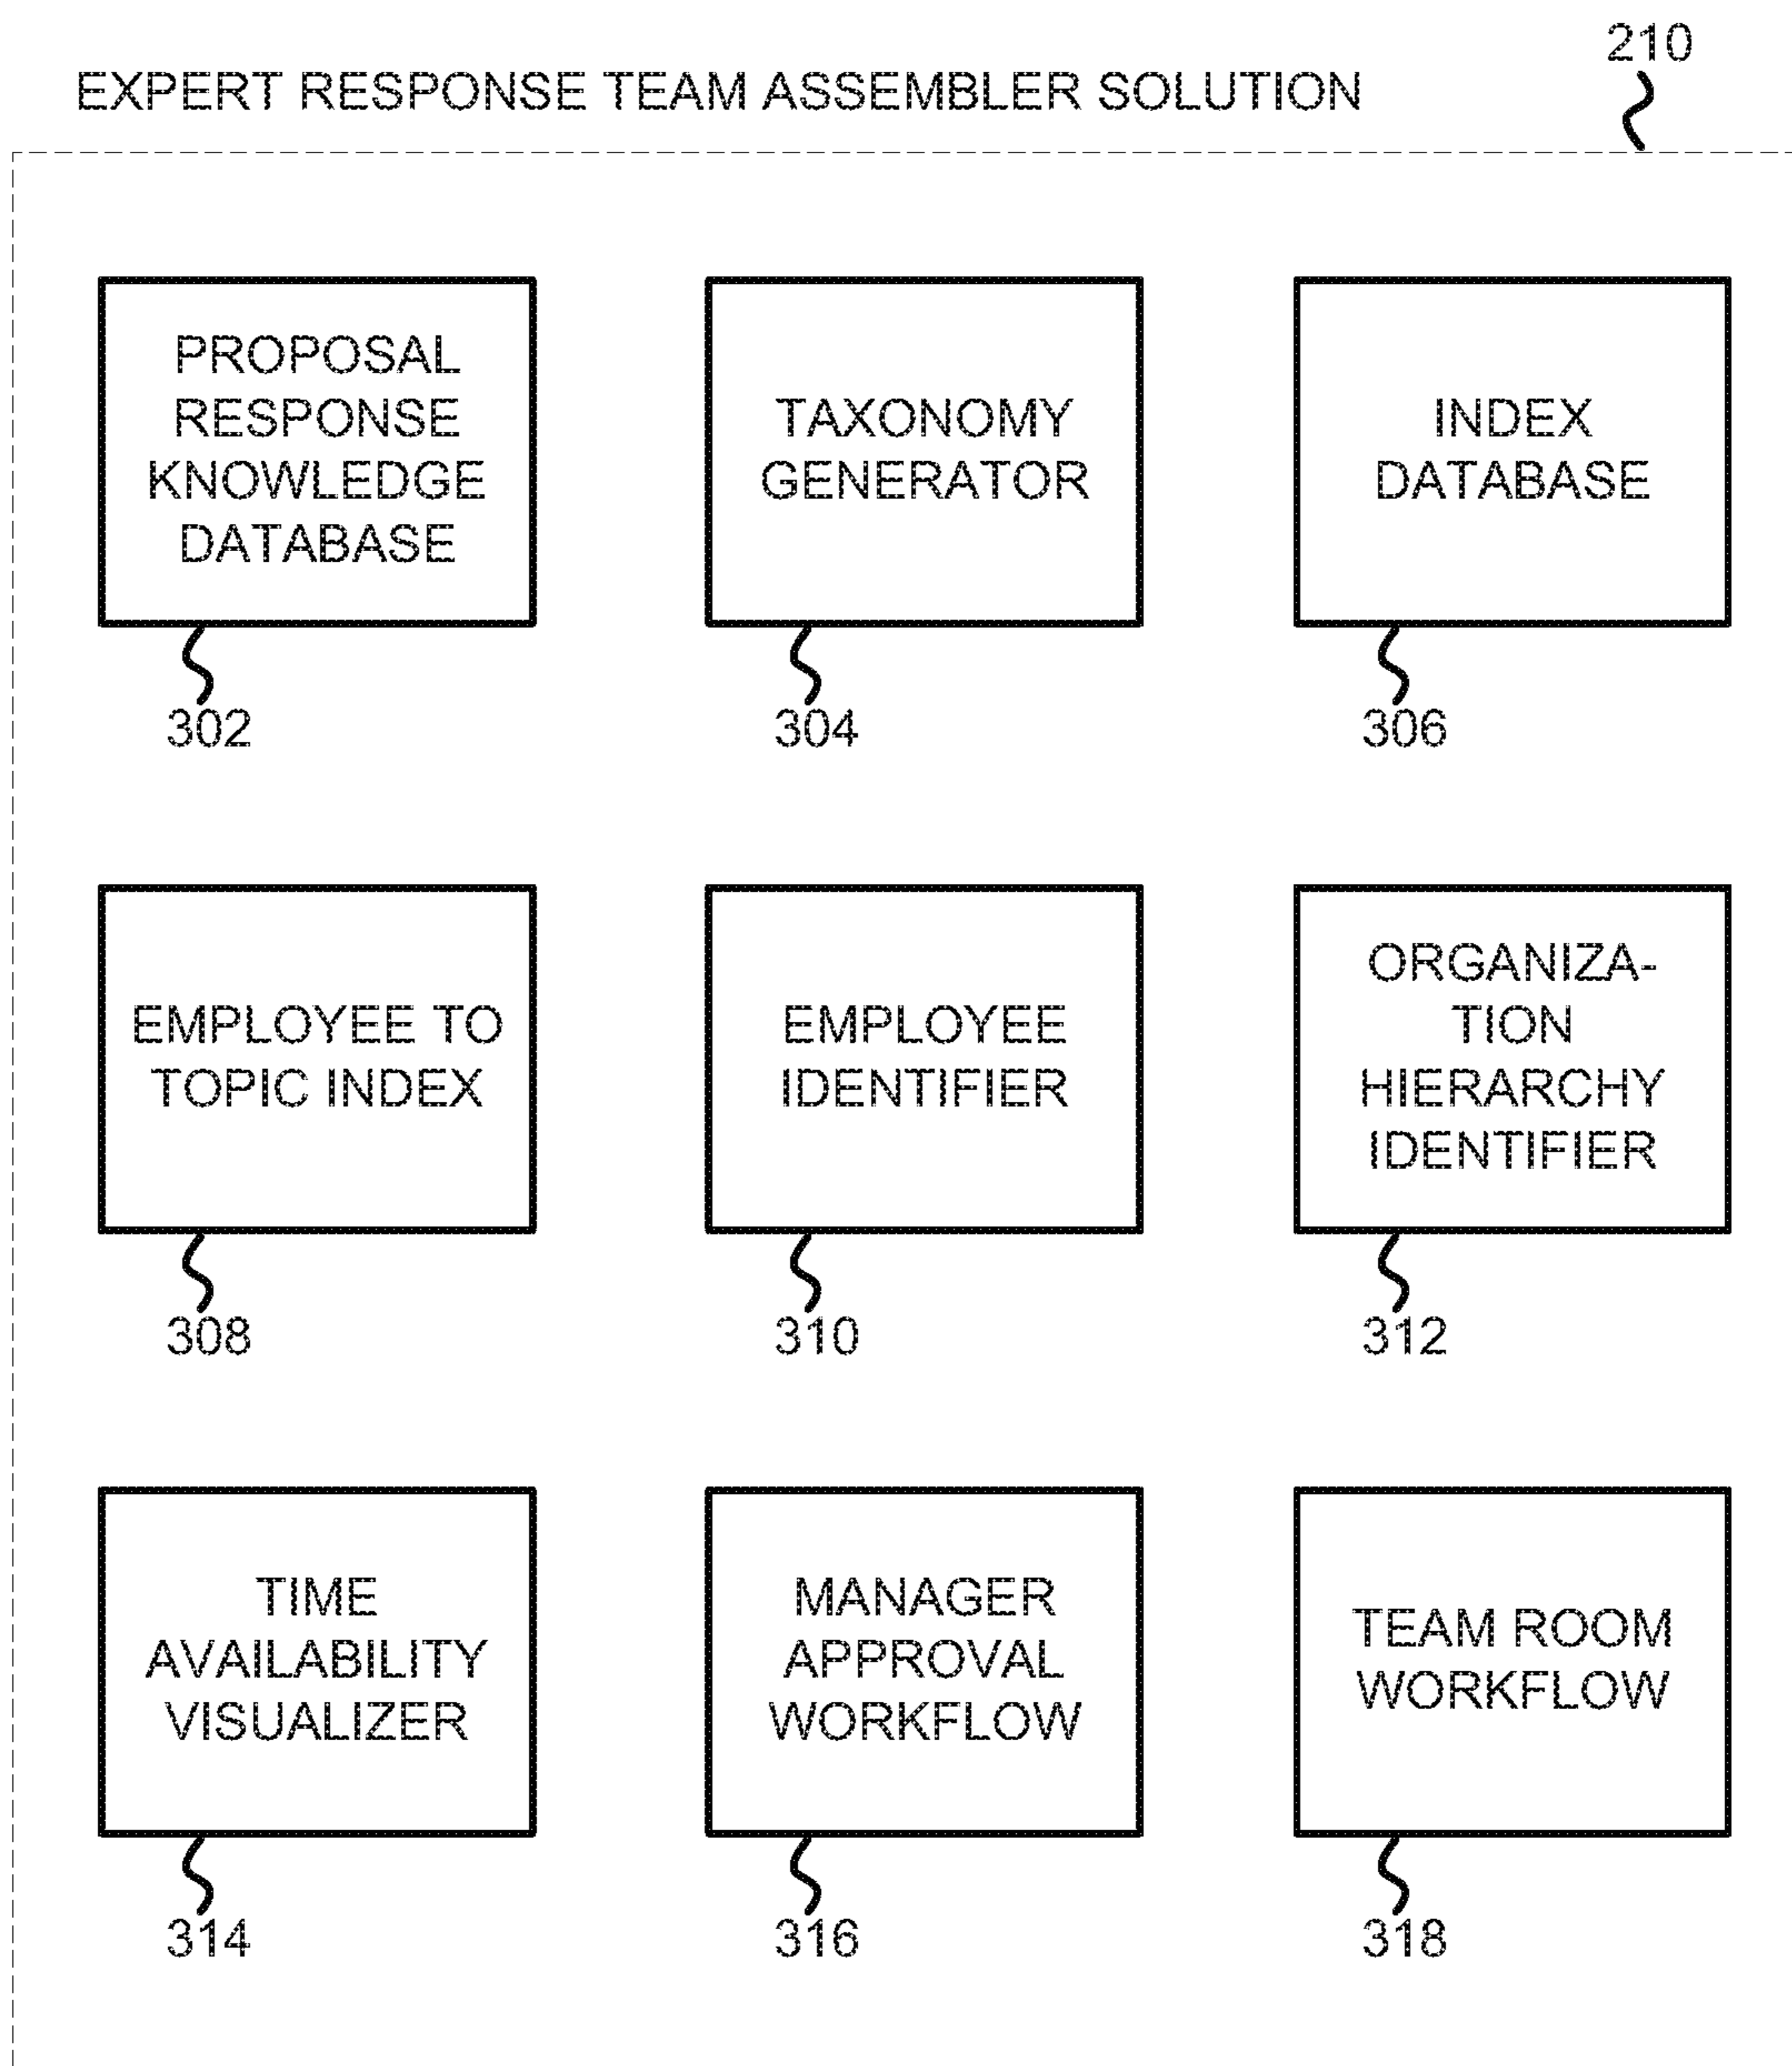 210
EXPERT RESPONSE TEAM ASSEMBLER SOLUTION
PROPOSAL
RESPONSE
KNOWLEDGE
DATABASE
302
TAXONOMY
GENERATOR
304
INDEX
DATABASE
306
EMPLOYEE TO
TOPIC INDEX
308
EMPLOYEE
IDENTIFIER
310
ORGANIZA-
TION
HIERARCHY
IDENTIFIER
312
TIME
AVAILABILITY
VISUALIZER
314
MANAGER
APPROVAL
WORKFLOW
316
TEAM ROOM
WORKFLOW
318